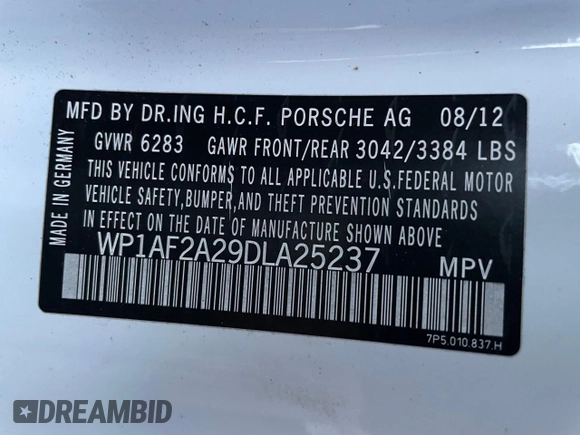 MFD BY DR.ING H.C.F. PORSCHE AG 08/12
GVWR 6283 GAWR FRONT/REAR 3042/3384 LBS
THIS VEHICLE CONFORMS TO ALL APPLICABLE U.S.FEDERAL MOTOR
VEHICLE SAFETY,BUMPER,AND THEFT PREVENTION STANDARDS
IN EFFECT ON THE DATE OF MANUFACTURE SHOWN ABOVE
WP1AF2A29DLA25237 MPV
MADE IN GERMANY
7P5.010.837.H
DREAMBID